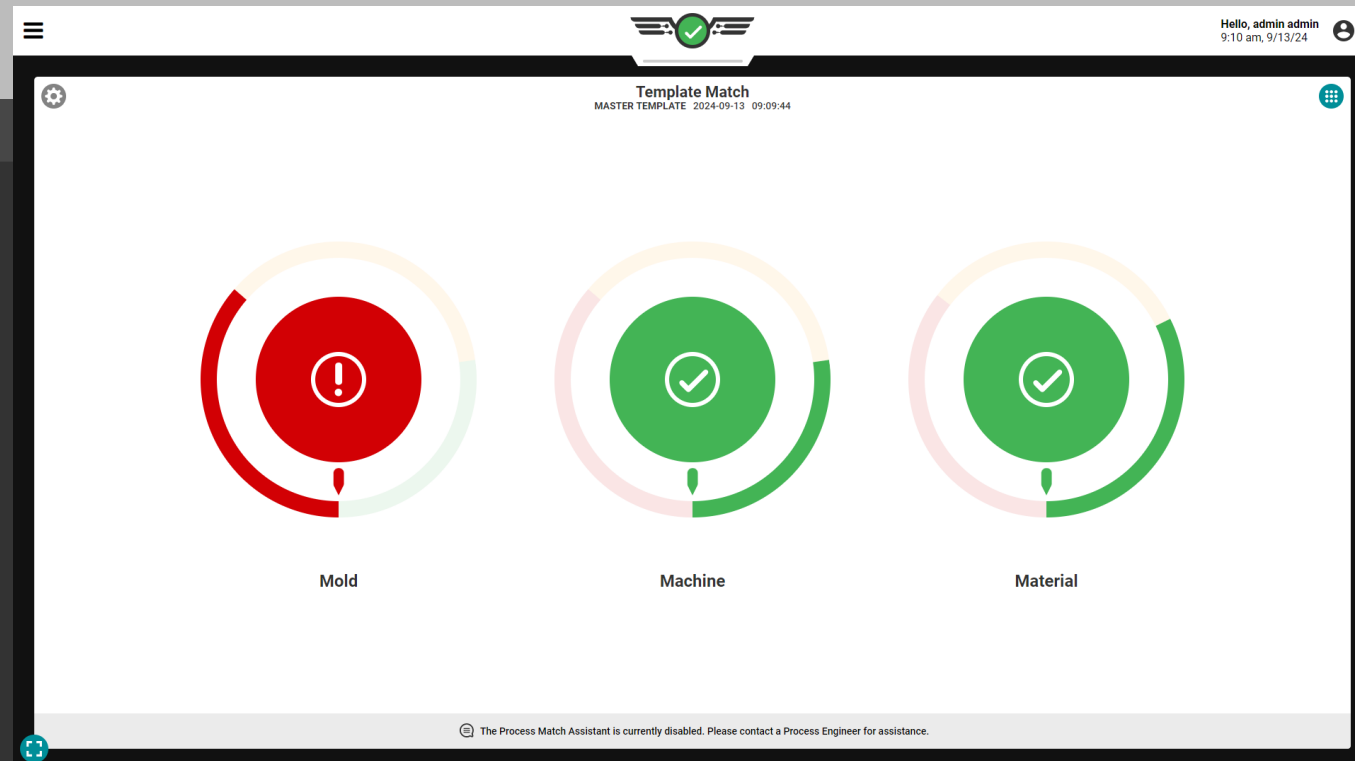 Hello, admin admin
9:10 am, 9/13/24
Template Match
MASTER TEMPLATE 2024-09-13 09:09:44
Mold
Machine
Material
The Process Match Assistant is currently disabled. Please contact a Process Engineer for assistance.